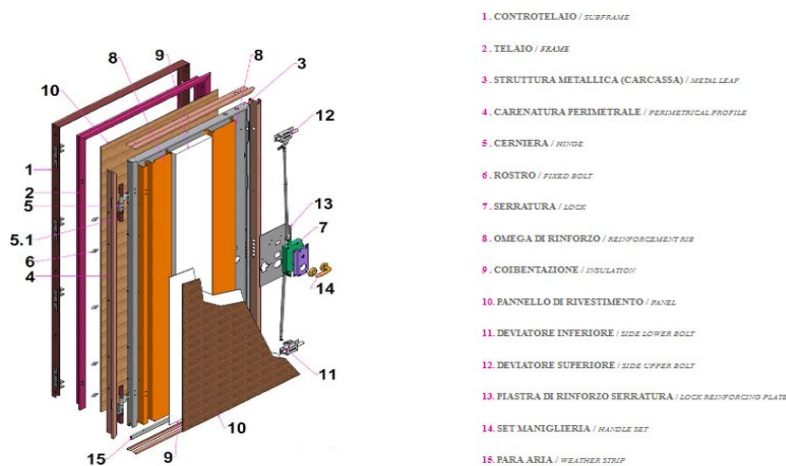 8
9
8
3
10
12
1
2
5
13
5.1
7
6
4
14
11
10
15
9
1. CONTROTELAIO / SUBFRAME
2. TELAIO / FRAME
3. STRUTTURA METALLICA (CARCASSA) / METAL LEAF
4. CARENATURA PERIMETRALE / PERIMETRICAL PROFILE
5. CERNIERA / HINGE
6. ROSTRO / FIXED BOLT
7. SERRATURA / LOCK
8. OMEGA DI RINFORZO / REINFORCEMENT RIB
9. COIBENTAZIONE / INSULATION
10. PANNELLO DI RIVESTIMENTO / PANEL
11. DEVIATORE INFERIORE / SIDE LOWER BOLT
12. DEVIATORE SUPERIORE / SIDE UPPER BOLT
13. PIASTRA DI RINFORZO SERRATURA / LOCK REINFORCING PLATE
14. SET MANIGLIERIA / HANDLE SET
15. PARA ARIA / WEATHER STRIP